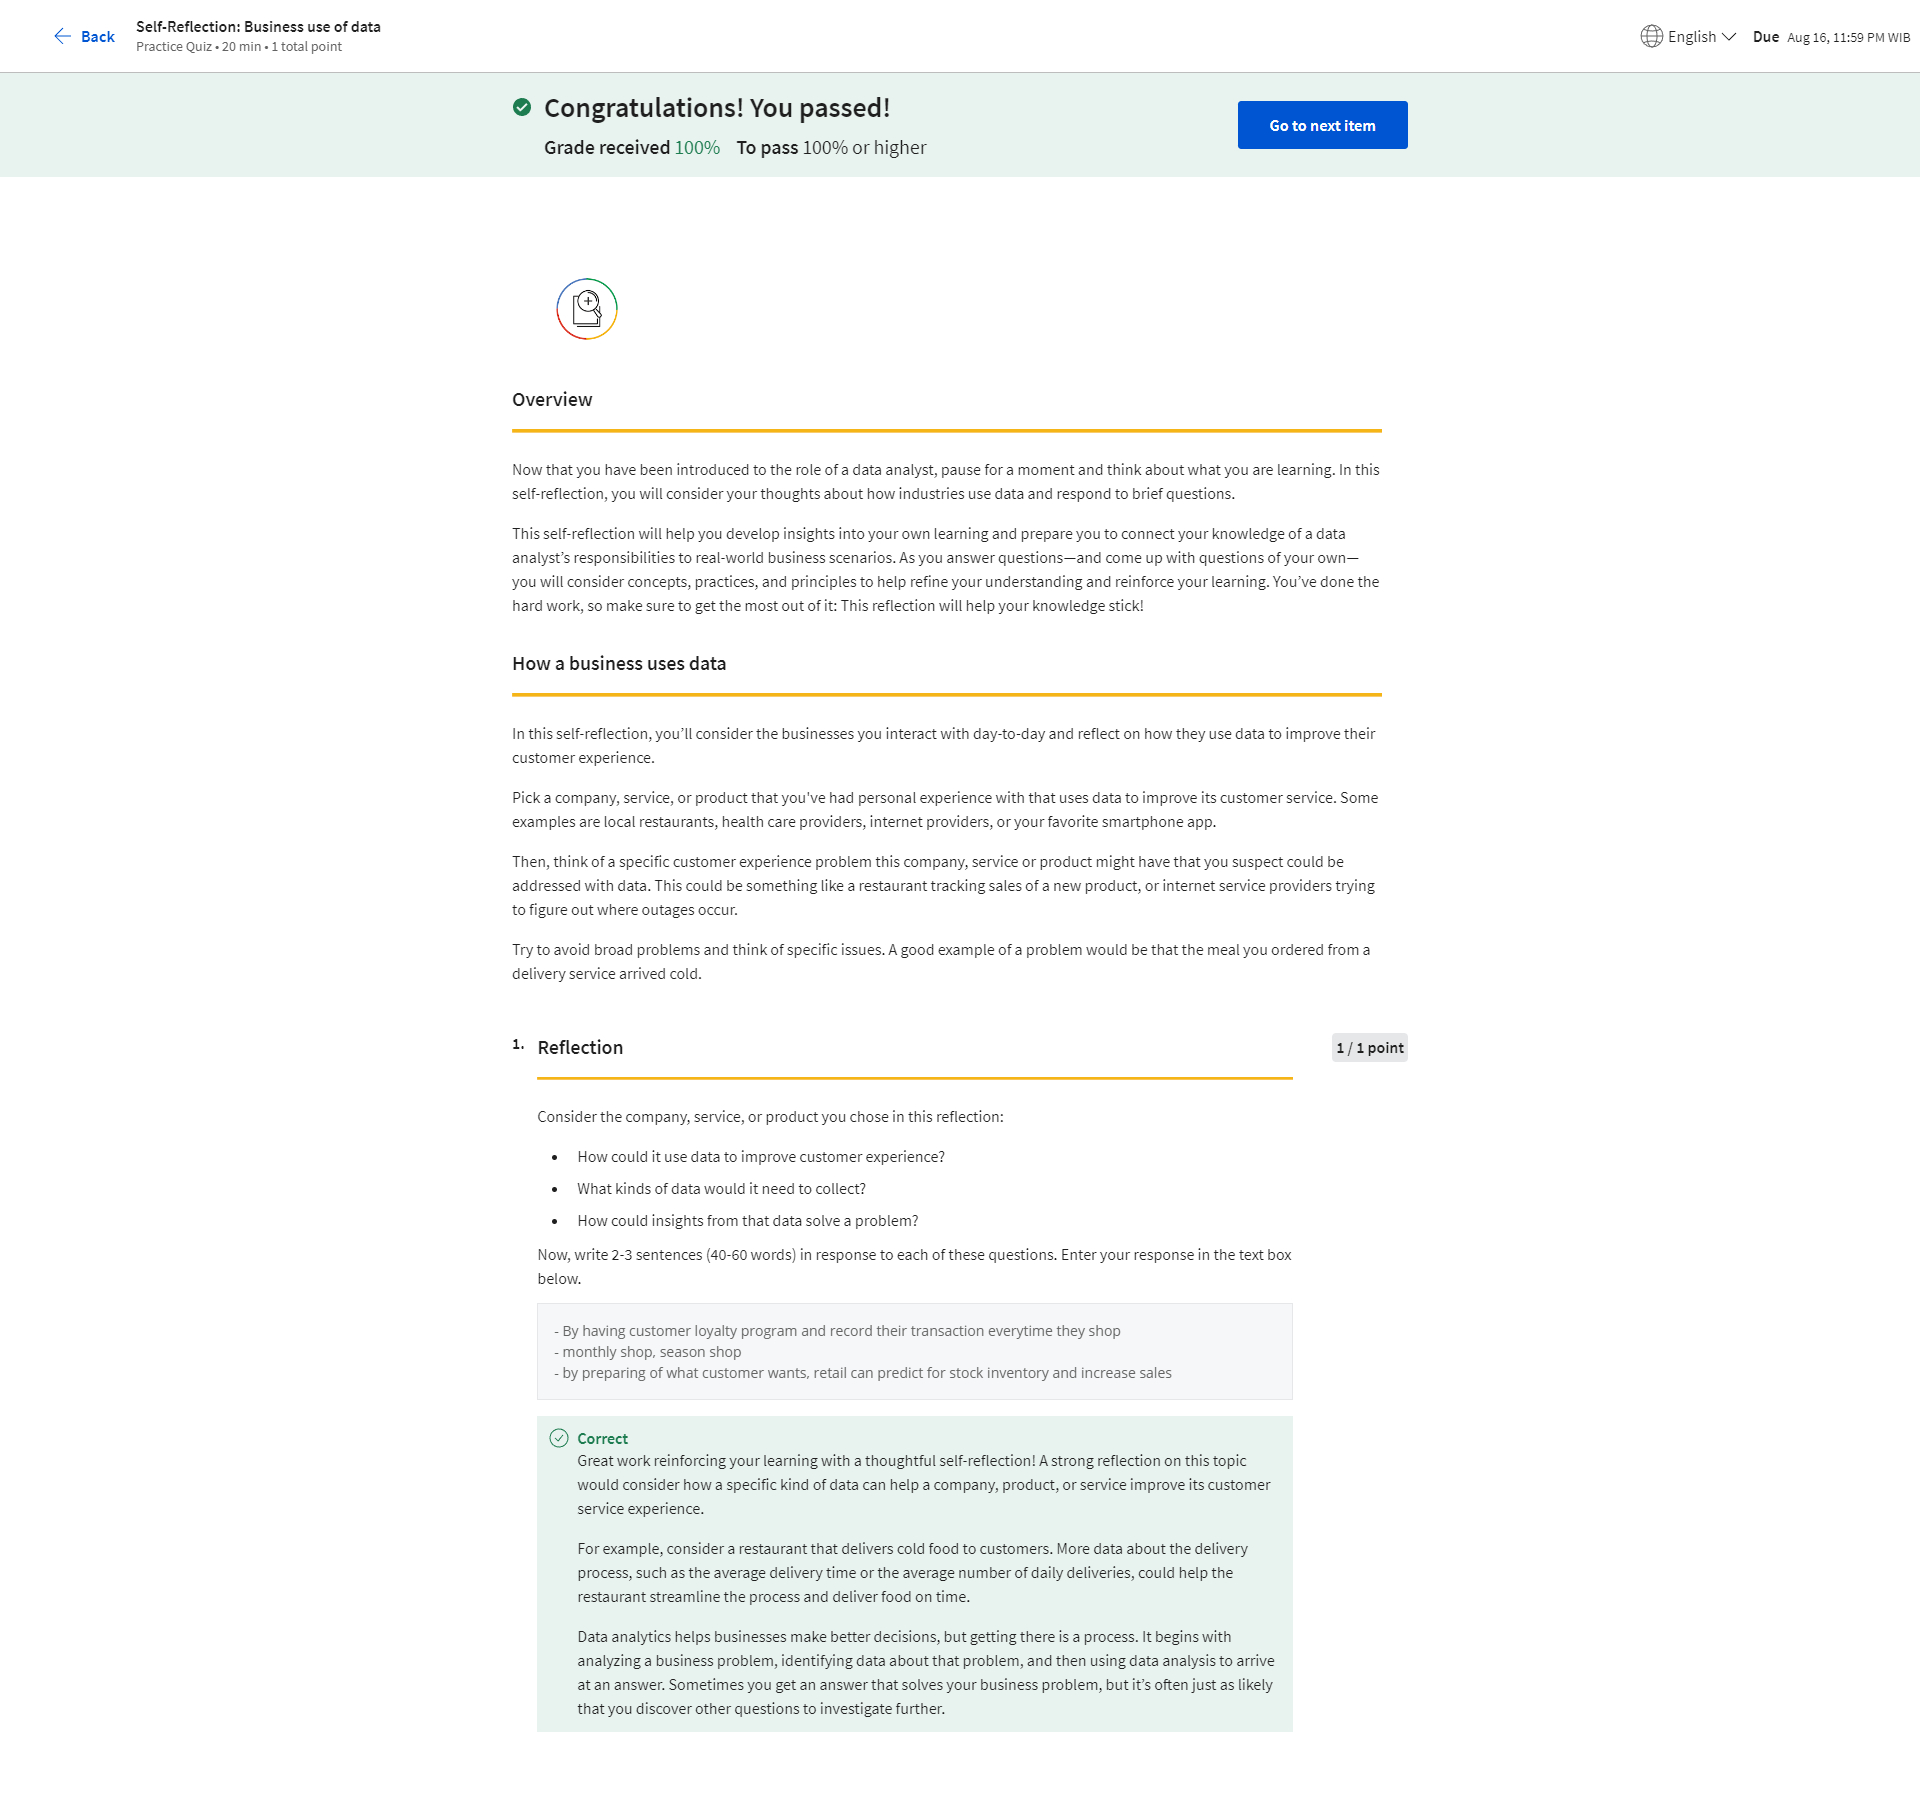 Back
Self-Reflection: Business use of data
Practice Quiz • 20 min • 1 total point
English
Due Aug 16, 11:59 PM WIB
Congratulations! You passed!
Grade received 100% To pass 100% or higher
Go to next item
Overview
Now that you have been introduced to the role of a data analyst, pause for a moment and think about what you are learning. In this
self-reflection, you will consider your thoughts about how industries use data and respond to brief questions.
This self-reflection will help you develop insights into your own learning and prepare you to connect your knowledge of a data
analyst’s responsibilities to real-world business scenarios. As you answer questions—and come up with questions of your own—
you will consider concepts, practices, and principles to help refine your understanding and reinforce your learning. You’ve done the
hard work, so make sure to get the most out of it: This reflection will help your knowledge stick!
How a business uses data
In this self-reflection, you’ll consider the businesses you interact with day-to-day and reflect on how they use data to improve their
customer experience.
Pick a company, service, or product that you've had personal experience with that uses data to improve its customer service. Some
examples are local restaurants, health care providers, internet providers, or your favorite smartphone app.
Then, think of a specific customer experience problem this company, service or product might have that you suspect could be
addressed with data. This could be something like a restaurant tracking sales of a new product, or internet service providers trying
to figure out where outages occur.
Try to avoid broad problems and think of specific issues. A good example of a problem would be that the meal you ordered from a
delivery service arrived cold.
1. Reflection
1 / 1 point
Consider the company, service, or product you chose in this reflection:
• How could it use data to improve customer experience?
• What kinds of data would it need to collect?
• How could insights from that data solve a problem?
Now, write 2-3 sentences (40-60 words) in response to each of these questions. Enter your response in the text box
below.
- By having customer loyalty program and record their transaction everytime they shop
- monthly shop, season shop
- by preparing of what customer wants, retail can predict for stock inventory and increase sales
Correct
Great work reinforcing your learning with a thoughtful self-reflection! A strong reflection on this topic
would consider how a specific kind of data can help a company, product, or service improve its customer
service experience.
For example, consider a restaurant that delivers cold food to customers. More data about the delivery
process, such as the average delivery time or the average number of daily deliveries, could help the
restaurant streamline the process and deliver food on time.
Data analytics helps businesses make better decisions, but getting there is a process. It begins with
analyzing a business problem, identifying data about that problem, and then using data analysis to arrive
at an answer. Sometimes you get an answer that solves your business problem, but it’s often just as likely
that you discover other questions to investigate further.